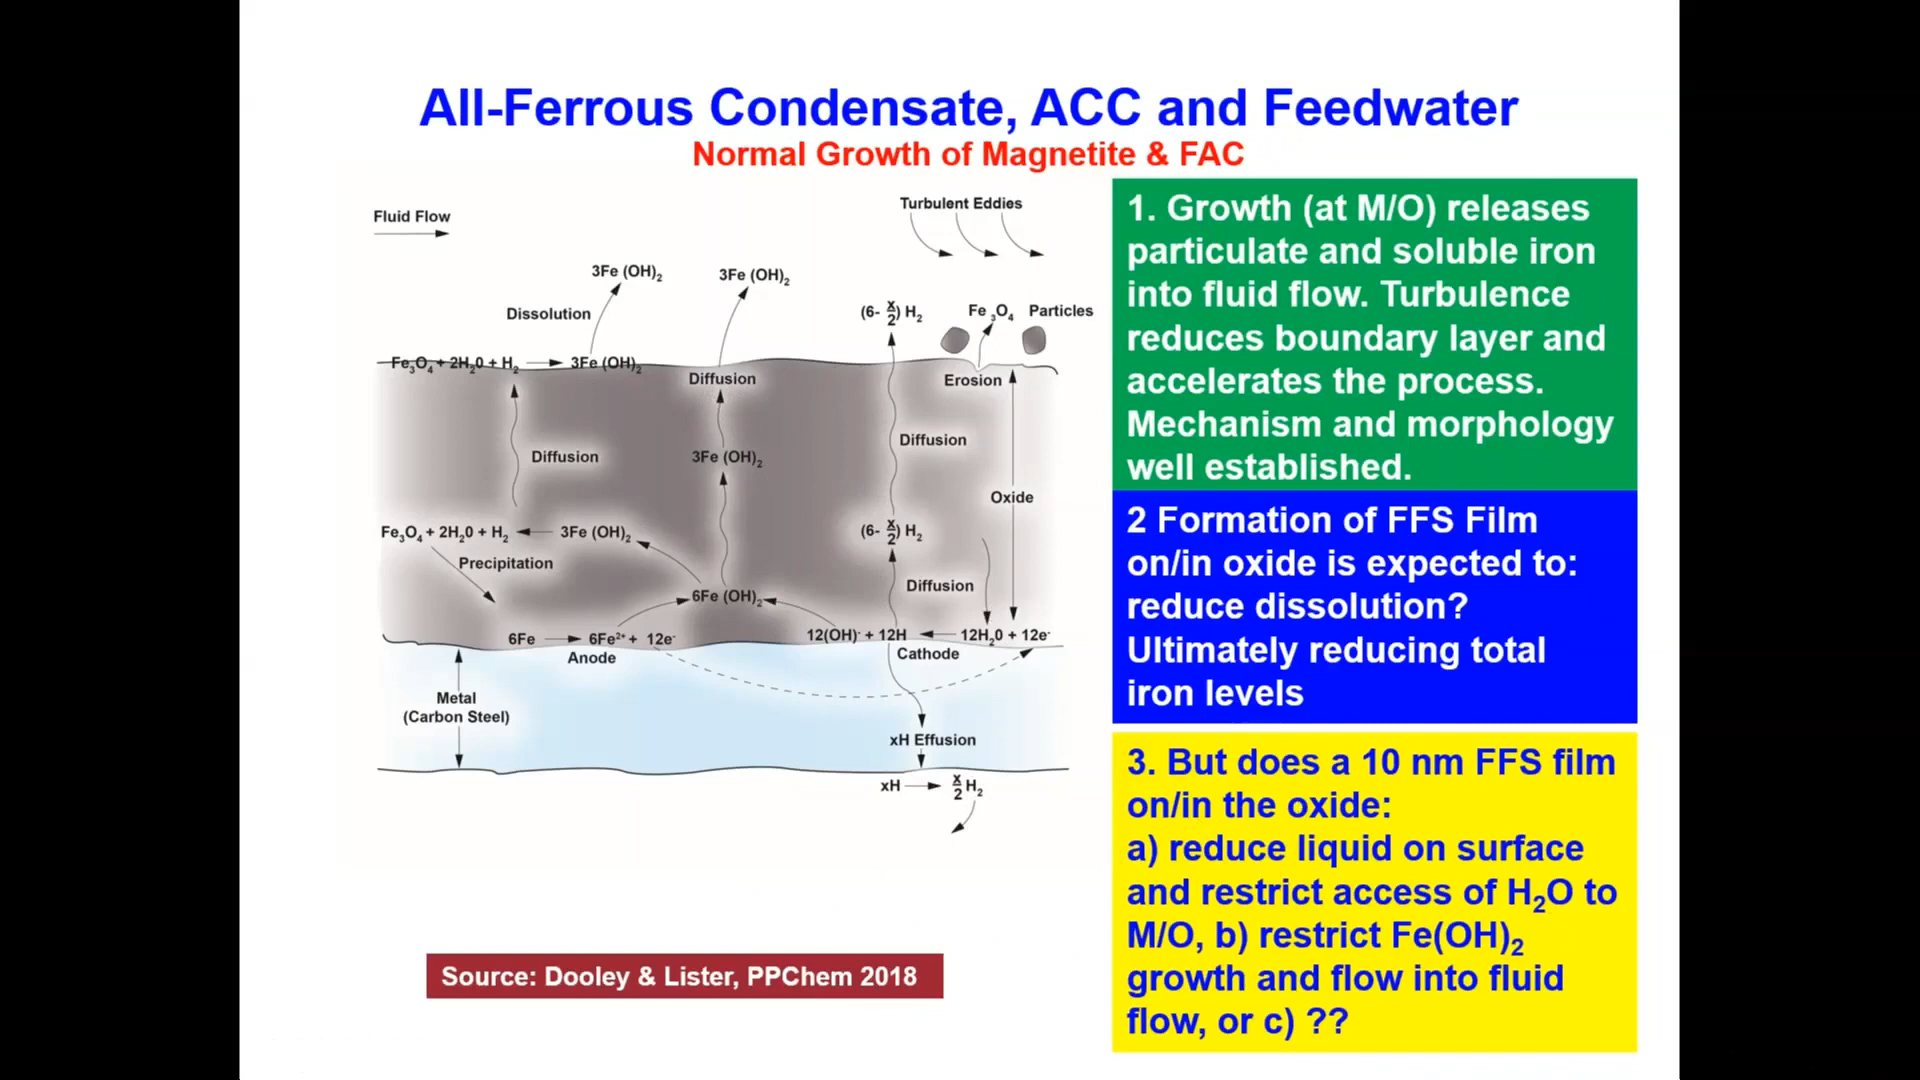 All-Ferrous Condensate, ACC and Feedwater
Normal Growth of Magnetite & FAC
Fluid Flow
Turbulent Eddies
3Fe (OH)₂
3Fe (OH)₂
Dissolution
(6- x/2) H₂
Fe ₃O₄ Particles
Fe₃O₄ + 2H₂0 + H₂ → 3Fe (OH)₂
Diffusion
Erosion
Diffusion
Diffusion
3Fe (OH)₂
Oxide
Fe₃O₄ + 2H₂0 + H₂ ← 3Fe (OH)₂
(6- x/2) H₂
Precipitation
Diffusion
6Fe (OH)₂
6Fe → 6Fe²⁺ + 12e⁻
12(OH)⁻ + 12H ← 12H₂0 + 12e⁻
Anode
Cathode
Metal
(Carbon Steel)
xH Effusion
xH → x/2 H₂
Source: Dooley & Lister, PPChem 2018
1. Growth (at M/O) releases
particulate and soluble iron
into fluid flow. Turbulence
reduces boundary layer and
accelerates the process.
Mechanism and morphology
well established.
2 Formation of FFS Film
on/in oxide is expected to:
reduce dissolution?
Ultimately reducing total
iron levels
3. But does a 10 nm FFS film
on/in the oxide:
a) reduce liquid on surface
and restrict access of H₂O to
M/O, b) restrict Fe(OH)₂
growth and flow into fluid
flow, or c) ??